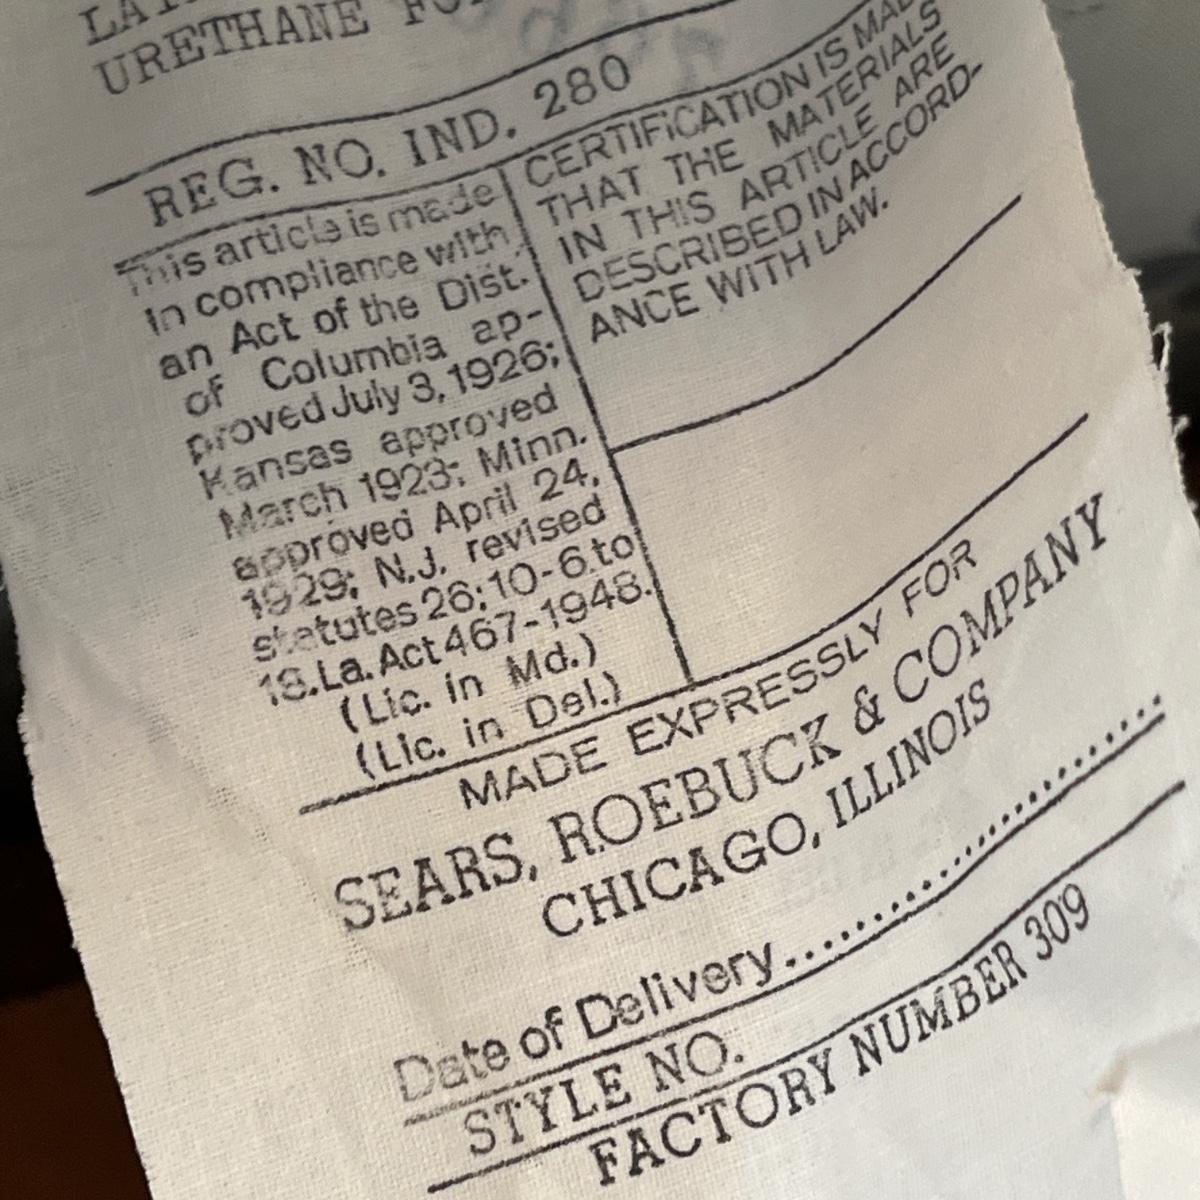 URETHANE
REG. NO. IND. 280
This article is made
in compliance with
an Act of the Dist.
of Columbia ap-
proved July 3, 1926;
Kansas approved
March 1923; Minn.
approved April 24,
1929; N.J. revised
statutes 26:10-6 to
18. La. Act 467-1948.
(Lic. in Md.)
(Lic. in Del.)
CERTIFICATION IS
THAT THE MATERIALS
IN THIS ARTICLE ARE
DESCRIBED IN ACCORD-
ANCE WITH LAW.
MADE EXPRESSLY FOR
SEARS, ROEBUCK & COMPANY
CHICAGO, ILLINOIS
Date of Delivery
STYLE NO.
FACTORY NUMBER 309